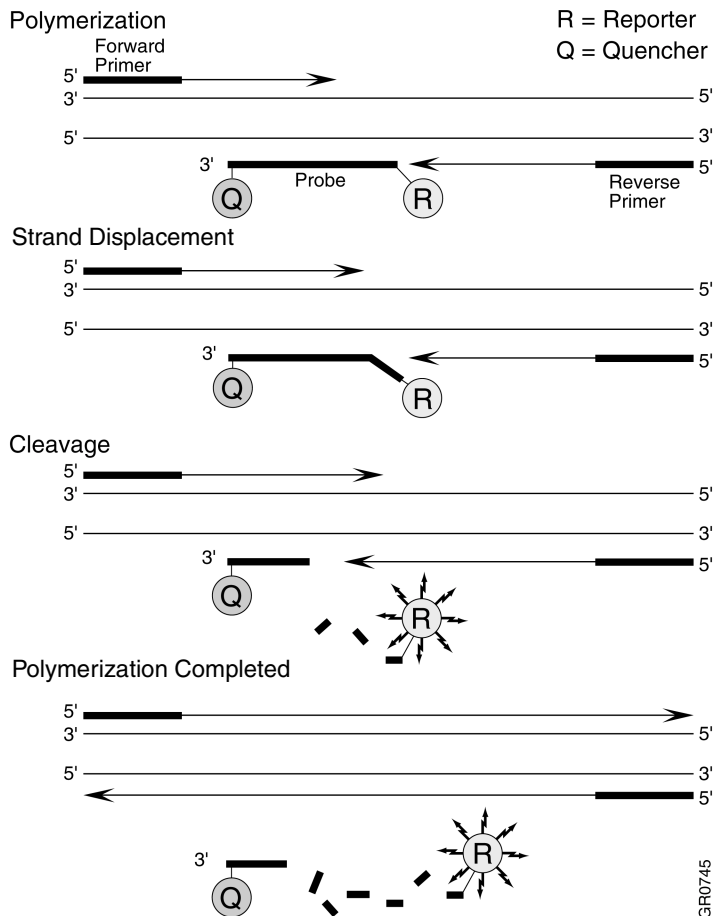 Polymerization
R = Reporter
Q = Quencher
Forward
Primer
5'
3'
5'
5'
3'
3'
5'
Q
Probe
R
Reverse
Primer
Strand Displacement
5'
3'
5'
5'
3'
3'
5'
Q
R
Cleavage
5'
3'
5'
5'
3'
3'
5'
Q
R
Polymerization Completed
5'
3'
5'
5'
3'
5'
3'
R
Q
GR0745